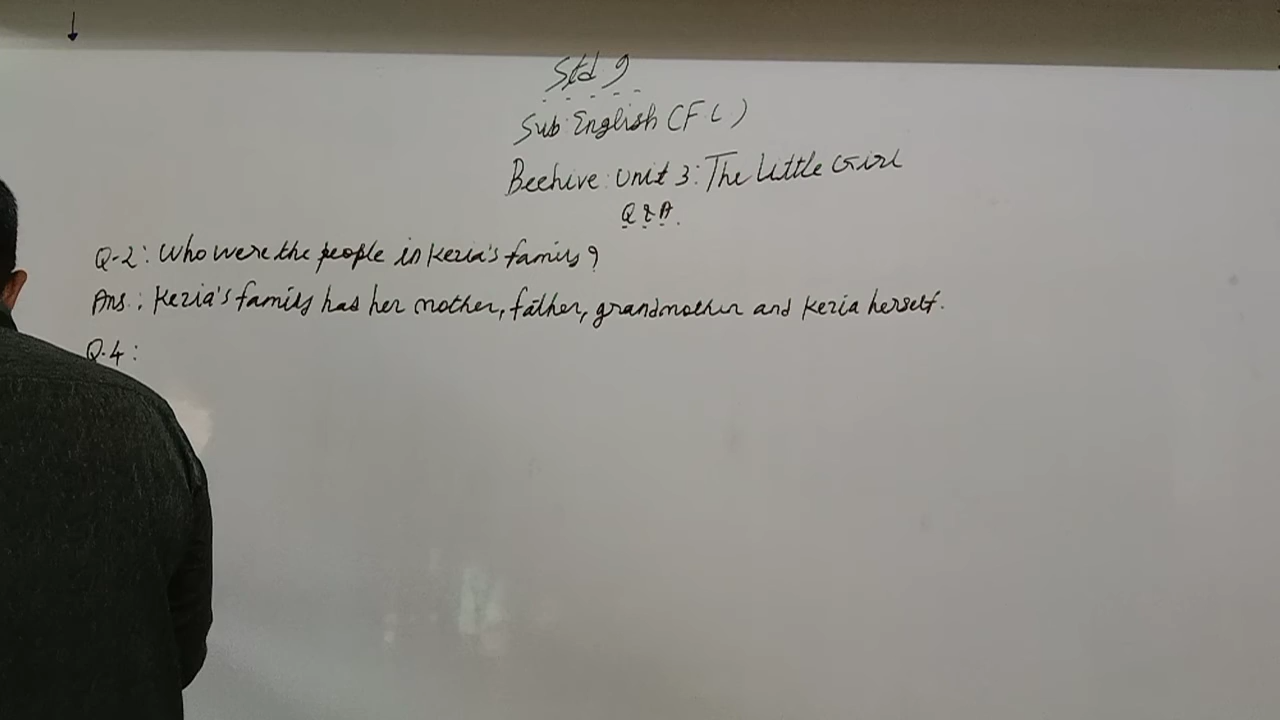 Std 9
Sub: English (FL)
Beehive: Unit 3: The Little Girl
Q & A.
Q-2: Who were the people in Kezia's family?
Ans.: Kezia's family has her mother, father, grandmother and Kezia herself.
Q.4: